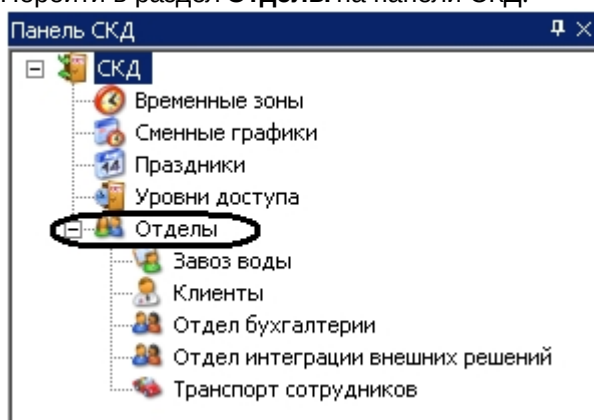 Перейти в раздел Отделы на панели СКД.
Панель СКД
СКД
Временные зоны
Сменные графики
Праздники
14
Уровни доступа
Отделы
Завоз воды
Клиенты
Отдел бухгалтерии
Отдел интеграции внешних решений
Транспорт сотрудников